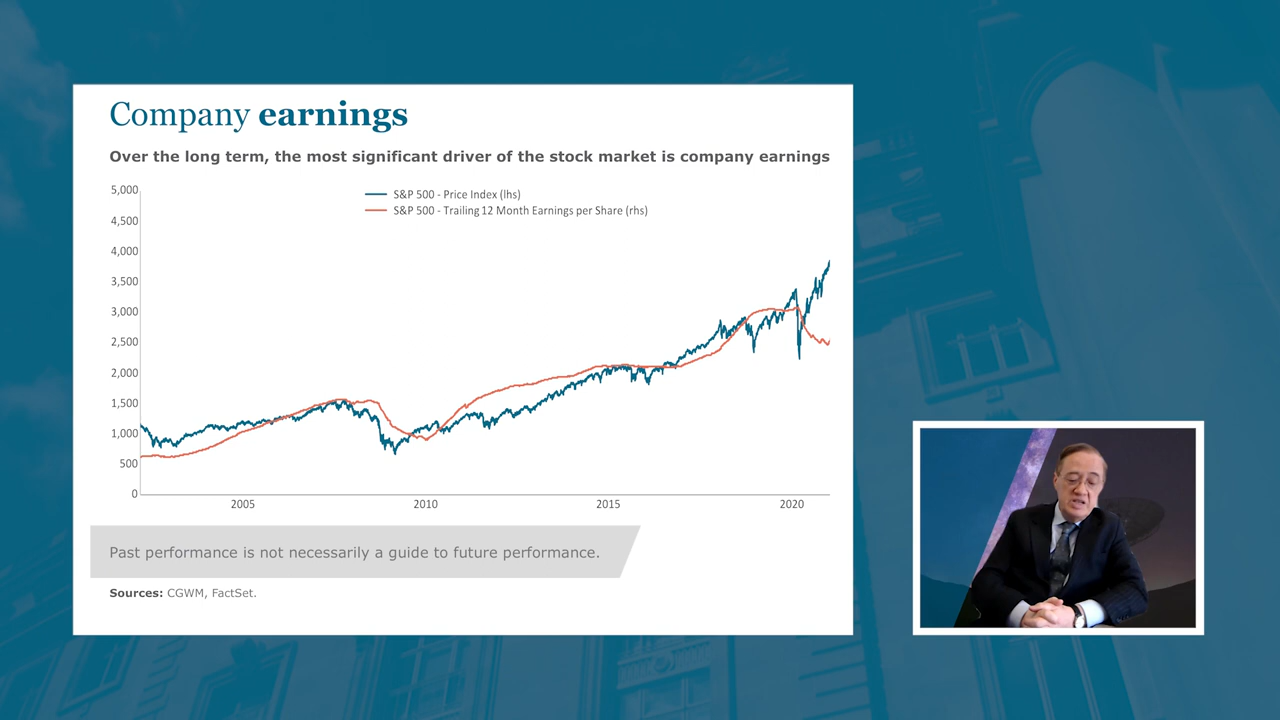 Company earnings
Over the long term, the most significant driver of the stock market is company earnings
S&P 500 - Price Index (lhs)
S&P 500 - Trailing 12 Month Earnings per Share (rhs)
5,000
4,500
4,000
3,500
3,000
2,500
2,000
1,500
1,000
500
0
2005 2010 2015 2020
Past performance is not necessarily a guide to future performance.
Sources: CGWM, FactSet.